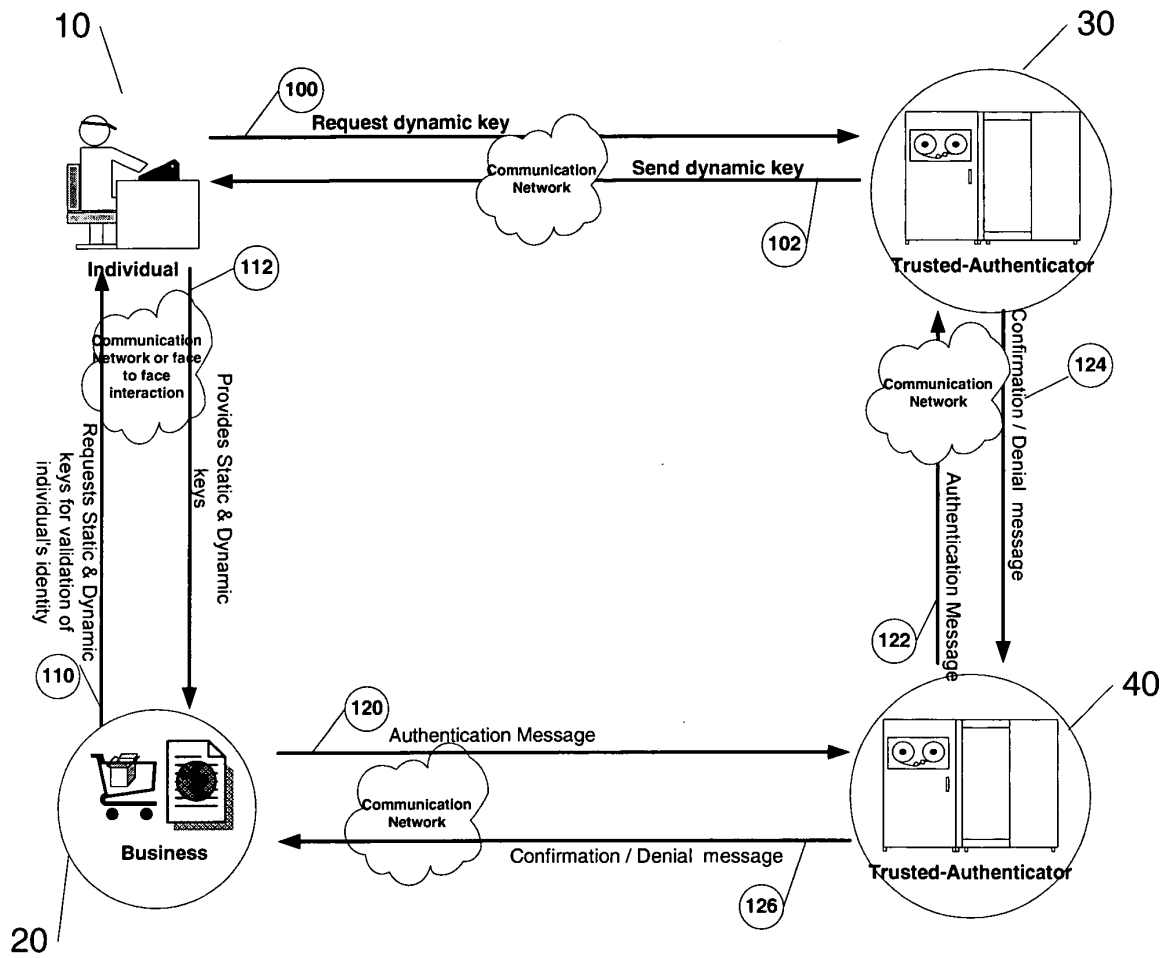 10
30
100
Request dynamic key
Communication
Network
Send dynamic key
102
Individual
112
Trusted-Authenticator
Communication
Network or face
to face
interaction
Provides Static & Dynamic
keys
Requests Static & Dynamic
keys for validation of
individual's identity
110
Communication
Network
Confirmation / Denial message
124
Authentication Message
122
40
120
Authentication Message
Communication
Network
Business
Confirmation / Denial message
126
Trusted-Authenticator
20